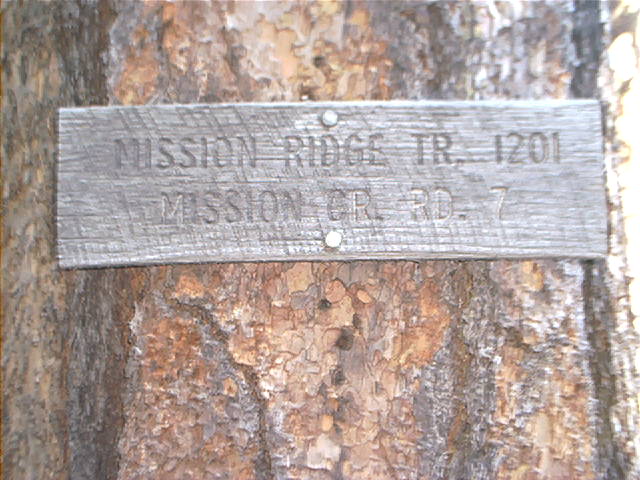 MISSION RIDGE TR. 1201
MISSION CR. RD. 7